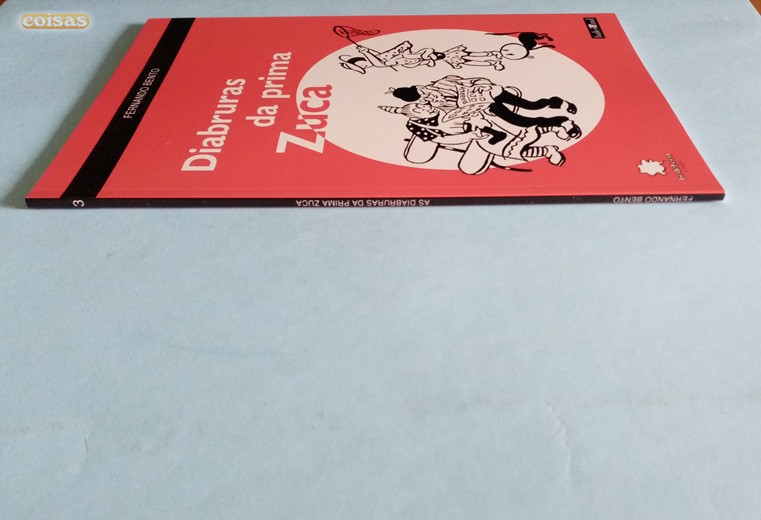 coisas
FERNANDO BENTO
Diabruras
da prima
Zuca
3
AS DIABRURAS DA PRIMA ZUCA
FERNANDO BENTO